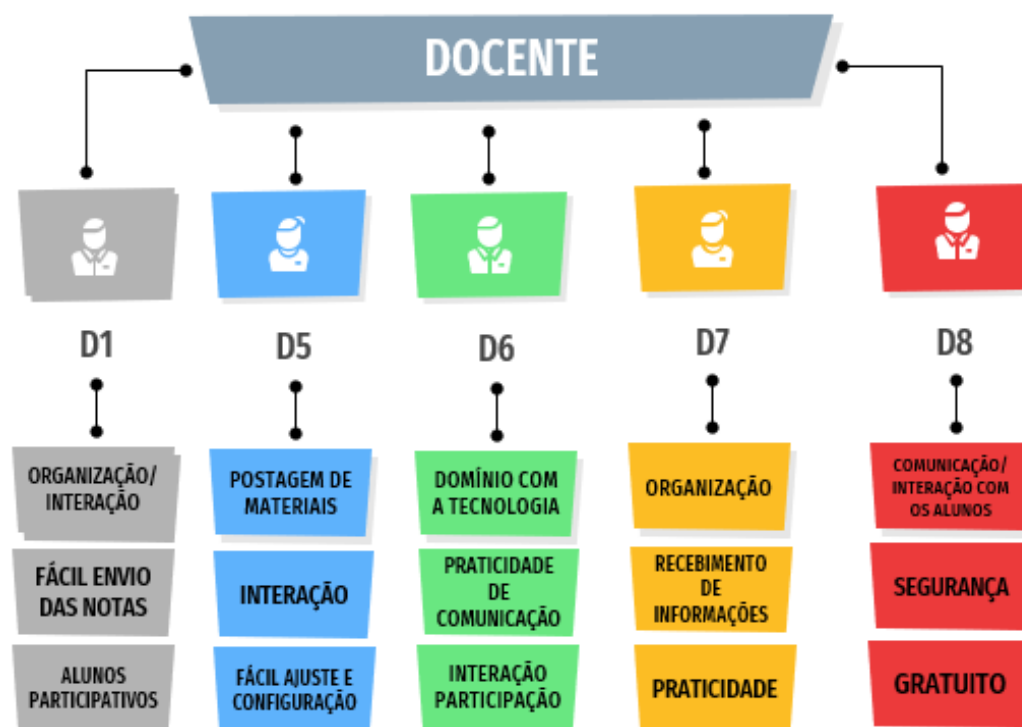 DOCENTE
D1
D5
D6
D7
D8
ORGANIZAÇÃO/
INTERAÇÃO
POSTAGEM DE
MATERIAIS
DOMÍNIO COM
A TECNOLOGIA
ORGANIZAÇÃO
COMUNICAÇÃO/
INTERAÇÃO COM
OS ALUNOS
FÁCIL ENVIO
DAS NOTAS
INTERAÇÃO
PRATICIDADE
DE
COMUNICAÇÃO
RECEBIMENTO
DE
INFORMAÇÕES
SEGURANÇA
ALUNOS
PARTICIPATIVOS
FÁCIL AJUSTE E
CONFIGURAÇÃO
INTERAÇÃO
PARTICIPAÇÃO
PRATICIDADE
GRATUITO